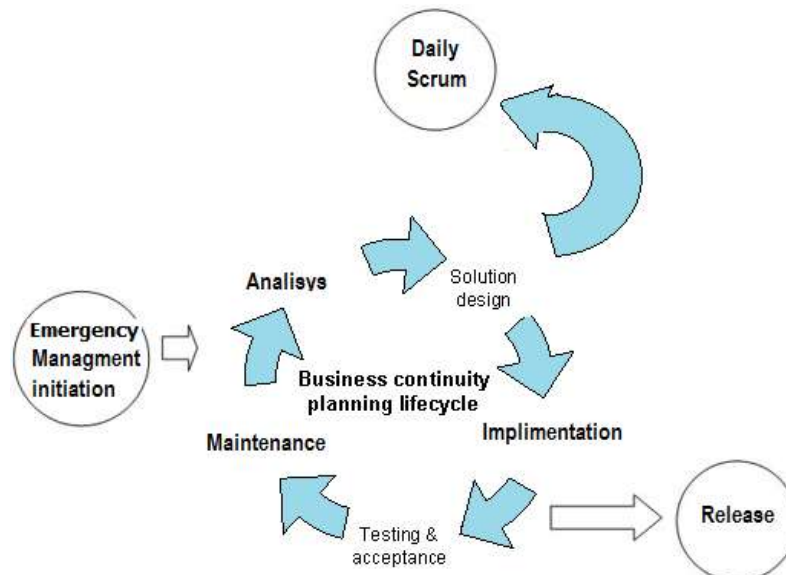 Daily
Scrum
Analisys
Solution
design
Emergency
Managment
initiation
Business continuity
planning lifecycle
Maintenance
Implimentation
Testing &
acceptance
Release